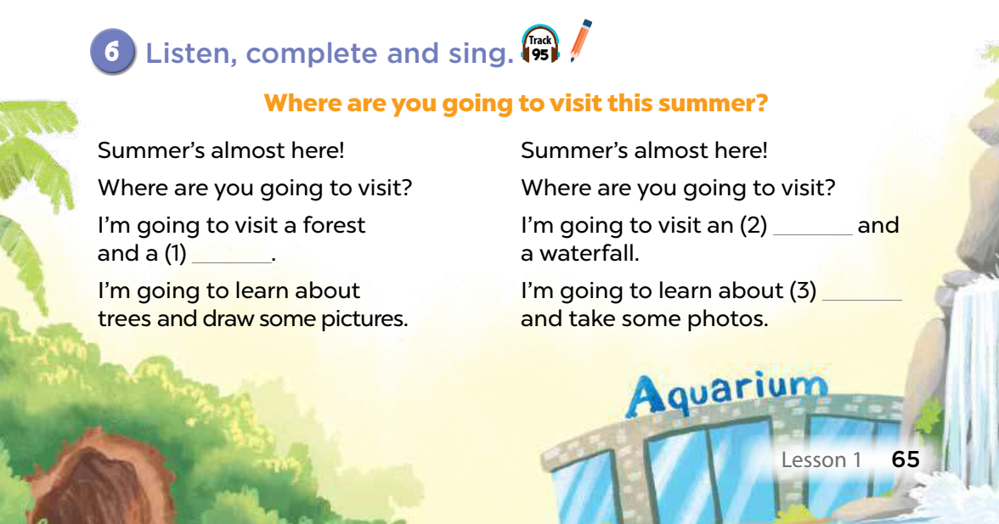 6 Listen, complete and sing. Track 95
Where are you going to visit this summer?
Summer's almost here!
Where are you going to visit?
I'm going to visit a forest
and a (1) _______.
I'm going to learn about
trees and draw some pictures.
Summer's almost here!
Where are you going to visit?
I'm going to visit an (2) _______ and
a waterfall.
I'm going to learn about (3) _______
and take some photos.
Aquarium
Lesson 1 65